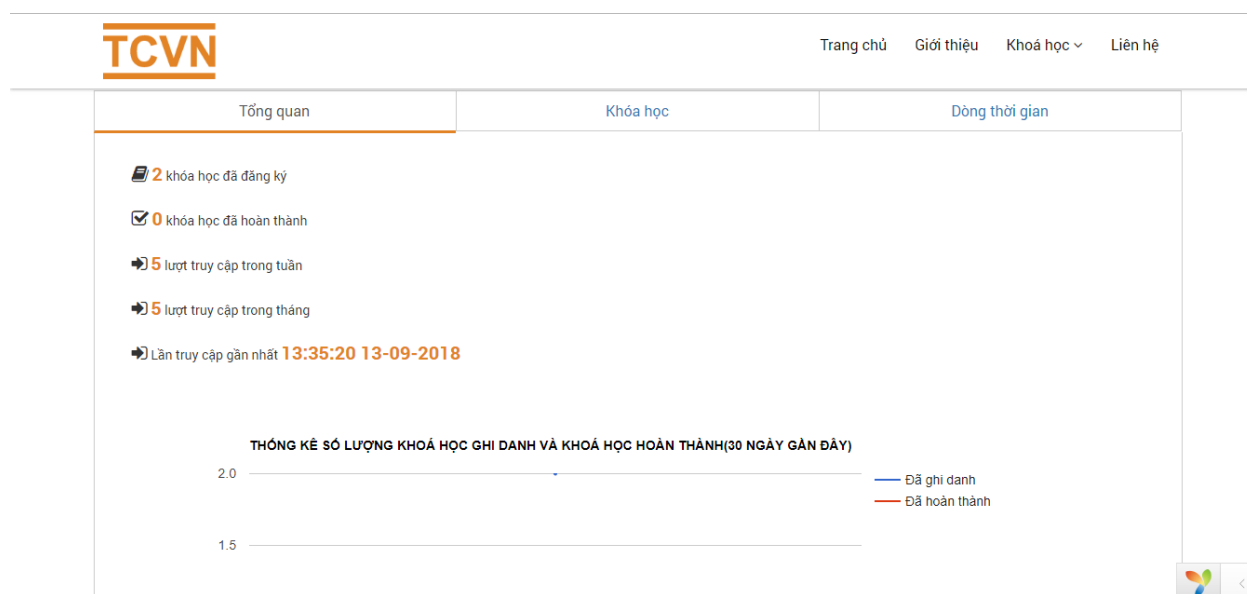 TCVN
Trang chủ Giới thiệu Khoá học Liên hệ
Tổng quan Khóa học Dòng thời gian
2 khóa học đã đăng ký
0 khóa học đã hoàn thành
5 lượt truy cập trong tuần
5 lượt truy cập trong tháng
Lần truy cập gần nhất 13:35:20 13-09-2018
THỐNG KÊ SỐ LƯỢNG KHOÁ HỌC GHI DANH VÀ KHOÁ HỌC HOÀN THÀNH(30 NGÀY GẦN ĐÂY)
2.0
Đã ghi danh
Đã hoàn thành
1.5